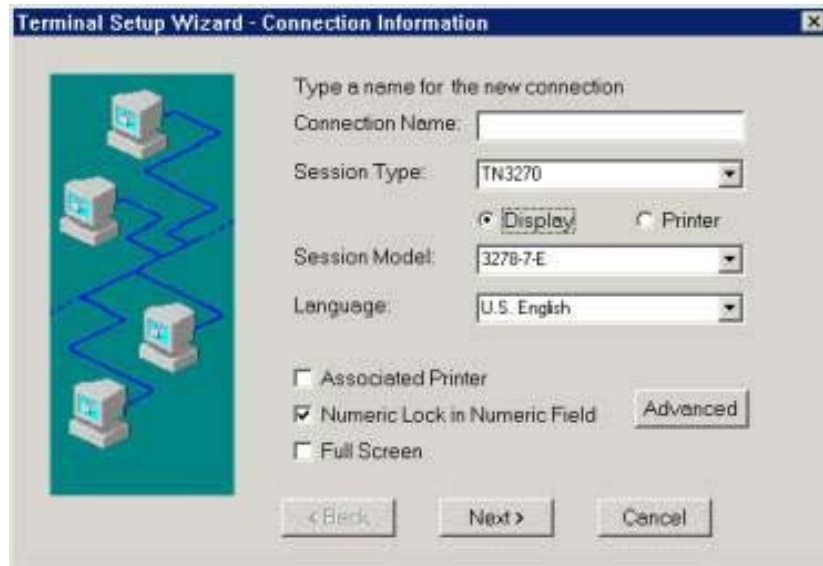 Terminal Setup Wizard - Connection Information
Type a name for the new connection
Connection Name:
Session Type: TN3270
Display Printer
Session Model: 3278-7-E
Language: U.S. English
Associated Printer
Numeric Lock in Numeric Field Advanced
Full Screen
< Back Next > Cancel